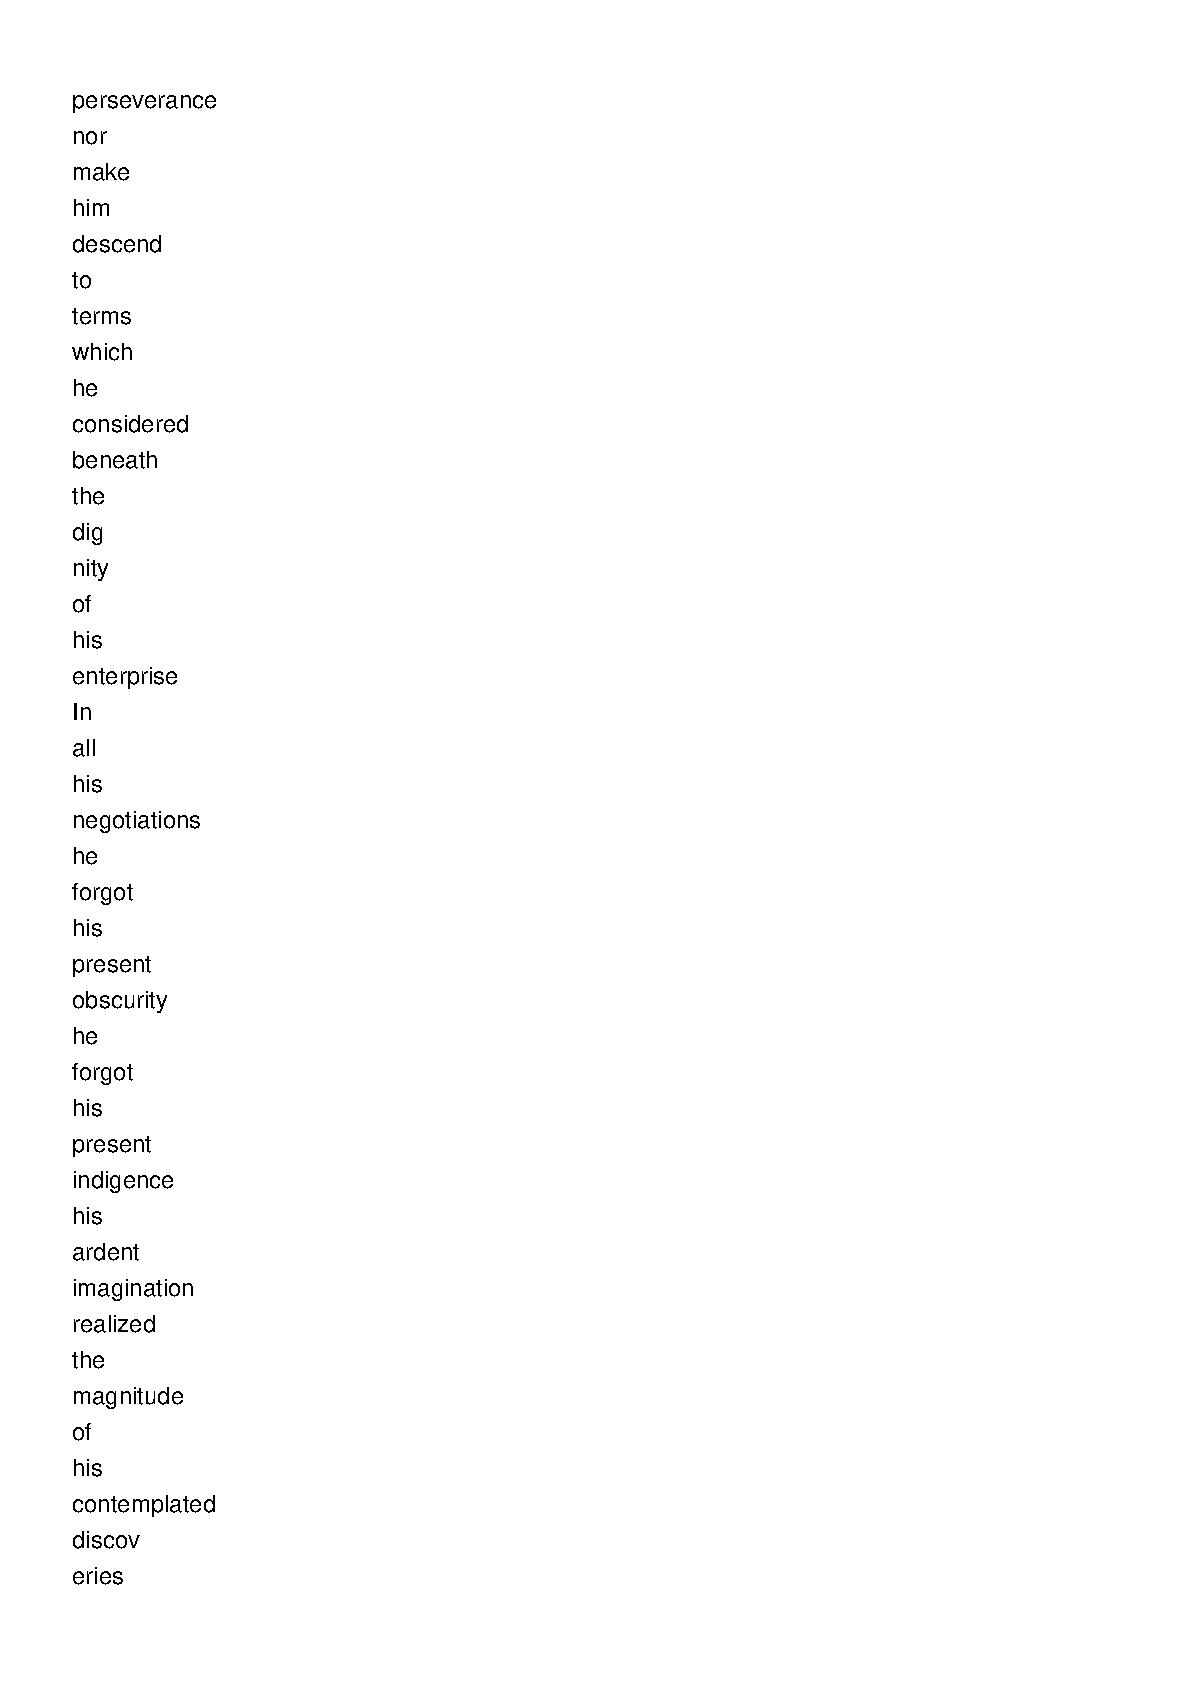 perseverance
nor
make
him
descend
to
terms
which
he
considered
beneath
the
dig
nity
of
his
enterprise
In
all
his
negotiations
he
forgot
his
present
obscurity
he
forgot
his
present
indigence
his
ardent
imagination
realized
the
magnitude
of
his
contemplated
discov
eries